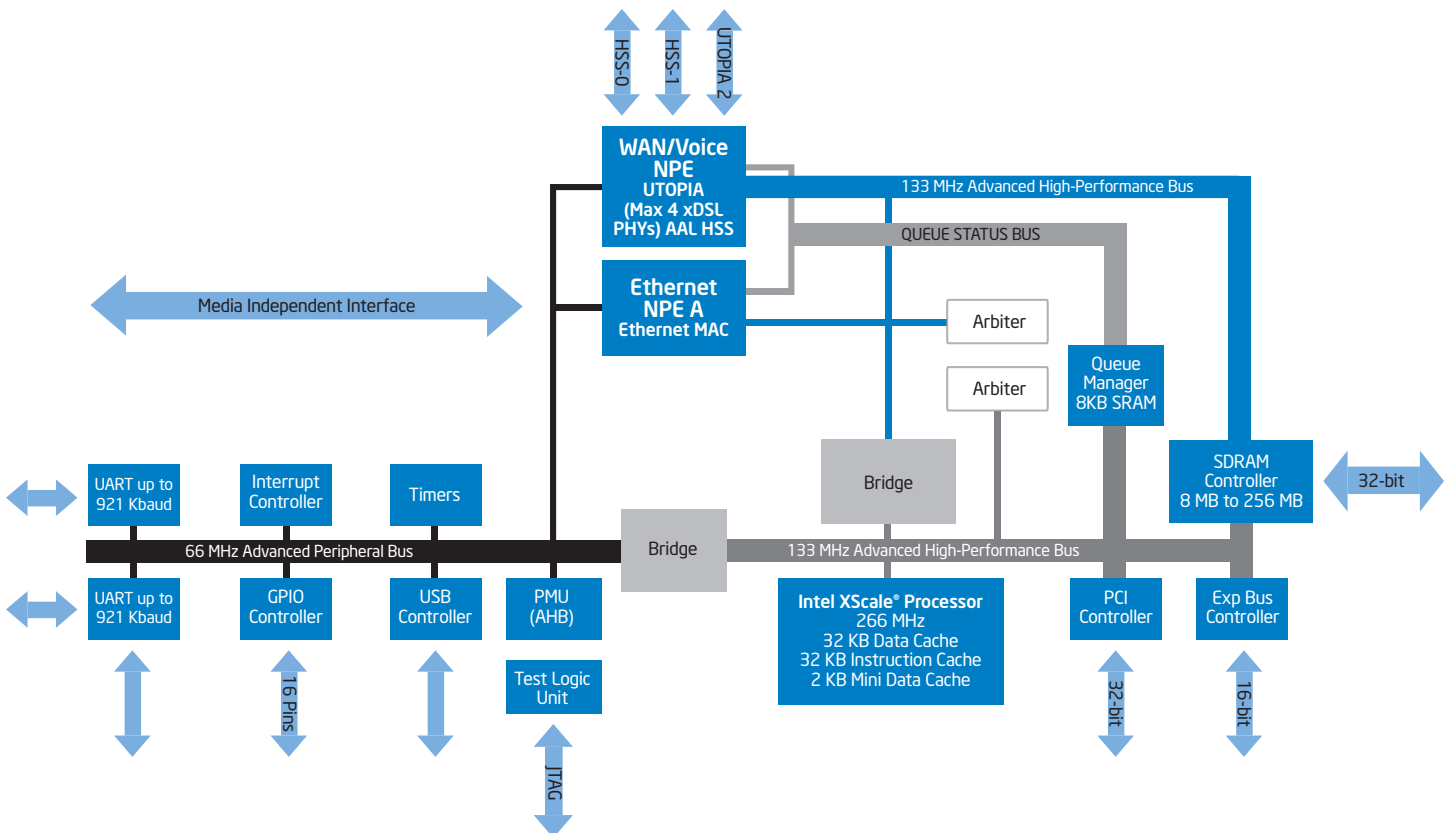 HSS-0
HSS-1
UTOPIA 2
WAN/Voice
NPE
UTOPIA
(Max 4 xDSL
PHYs) AAL HSS
133 MHz Advanced High-Performance Bus
QUEUE STATUS BUS
Media Independent Interface
Ethernet
NPE A
Ethernet MAC
Arbiter
Arbiter
Queue
Manager
8KB SRAM
UART up to
921 Kbaud
Interrupt
Controller
Timers
Bridge
SDRAM
Controller
8 MB to 256 MB
32-bit
66 MHz Advanced Peripheral Bus
Bridge
133 MHz Advanced High-Performance Bus
UART up to
921 Kbaud
GPIO
Controller
USB
Controller
PMU
(AHB)
Intel XScale® Processor
266 MHz
32 KB Data Cache
32 KB Instruction Cache
2 KB Mini Data Cache
PCI
Controller
Exp Bus
Controller
16 Pins
Test Logic
Unit
32-bit
16-bit
JTAG